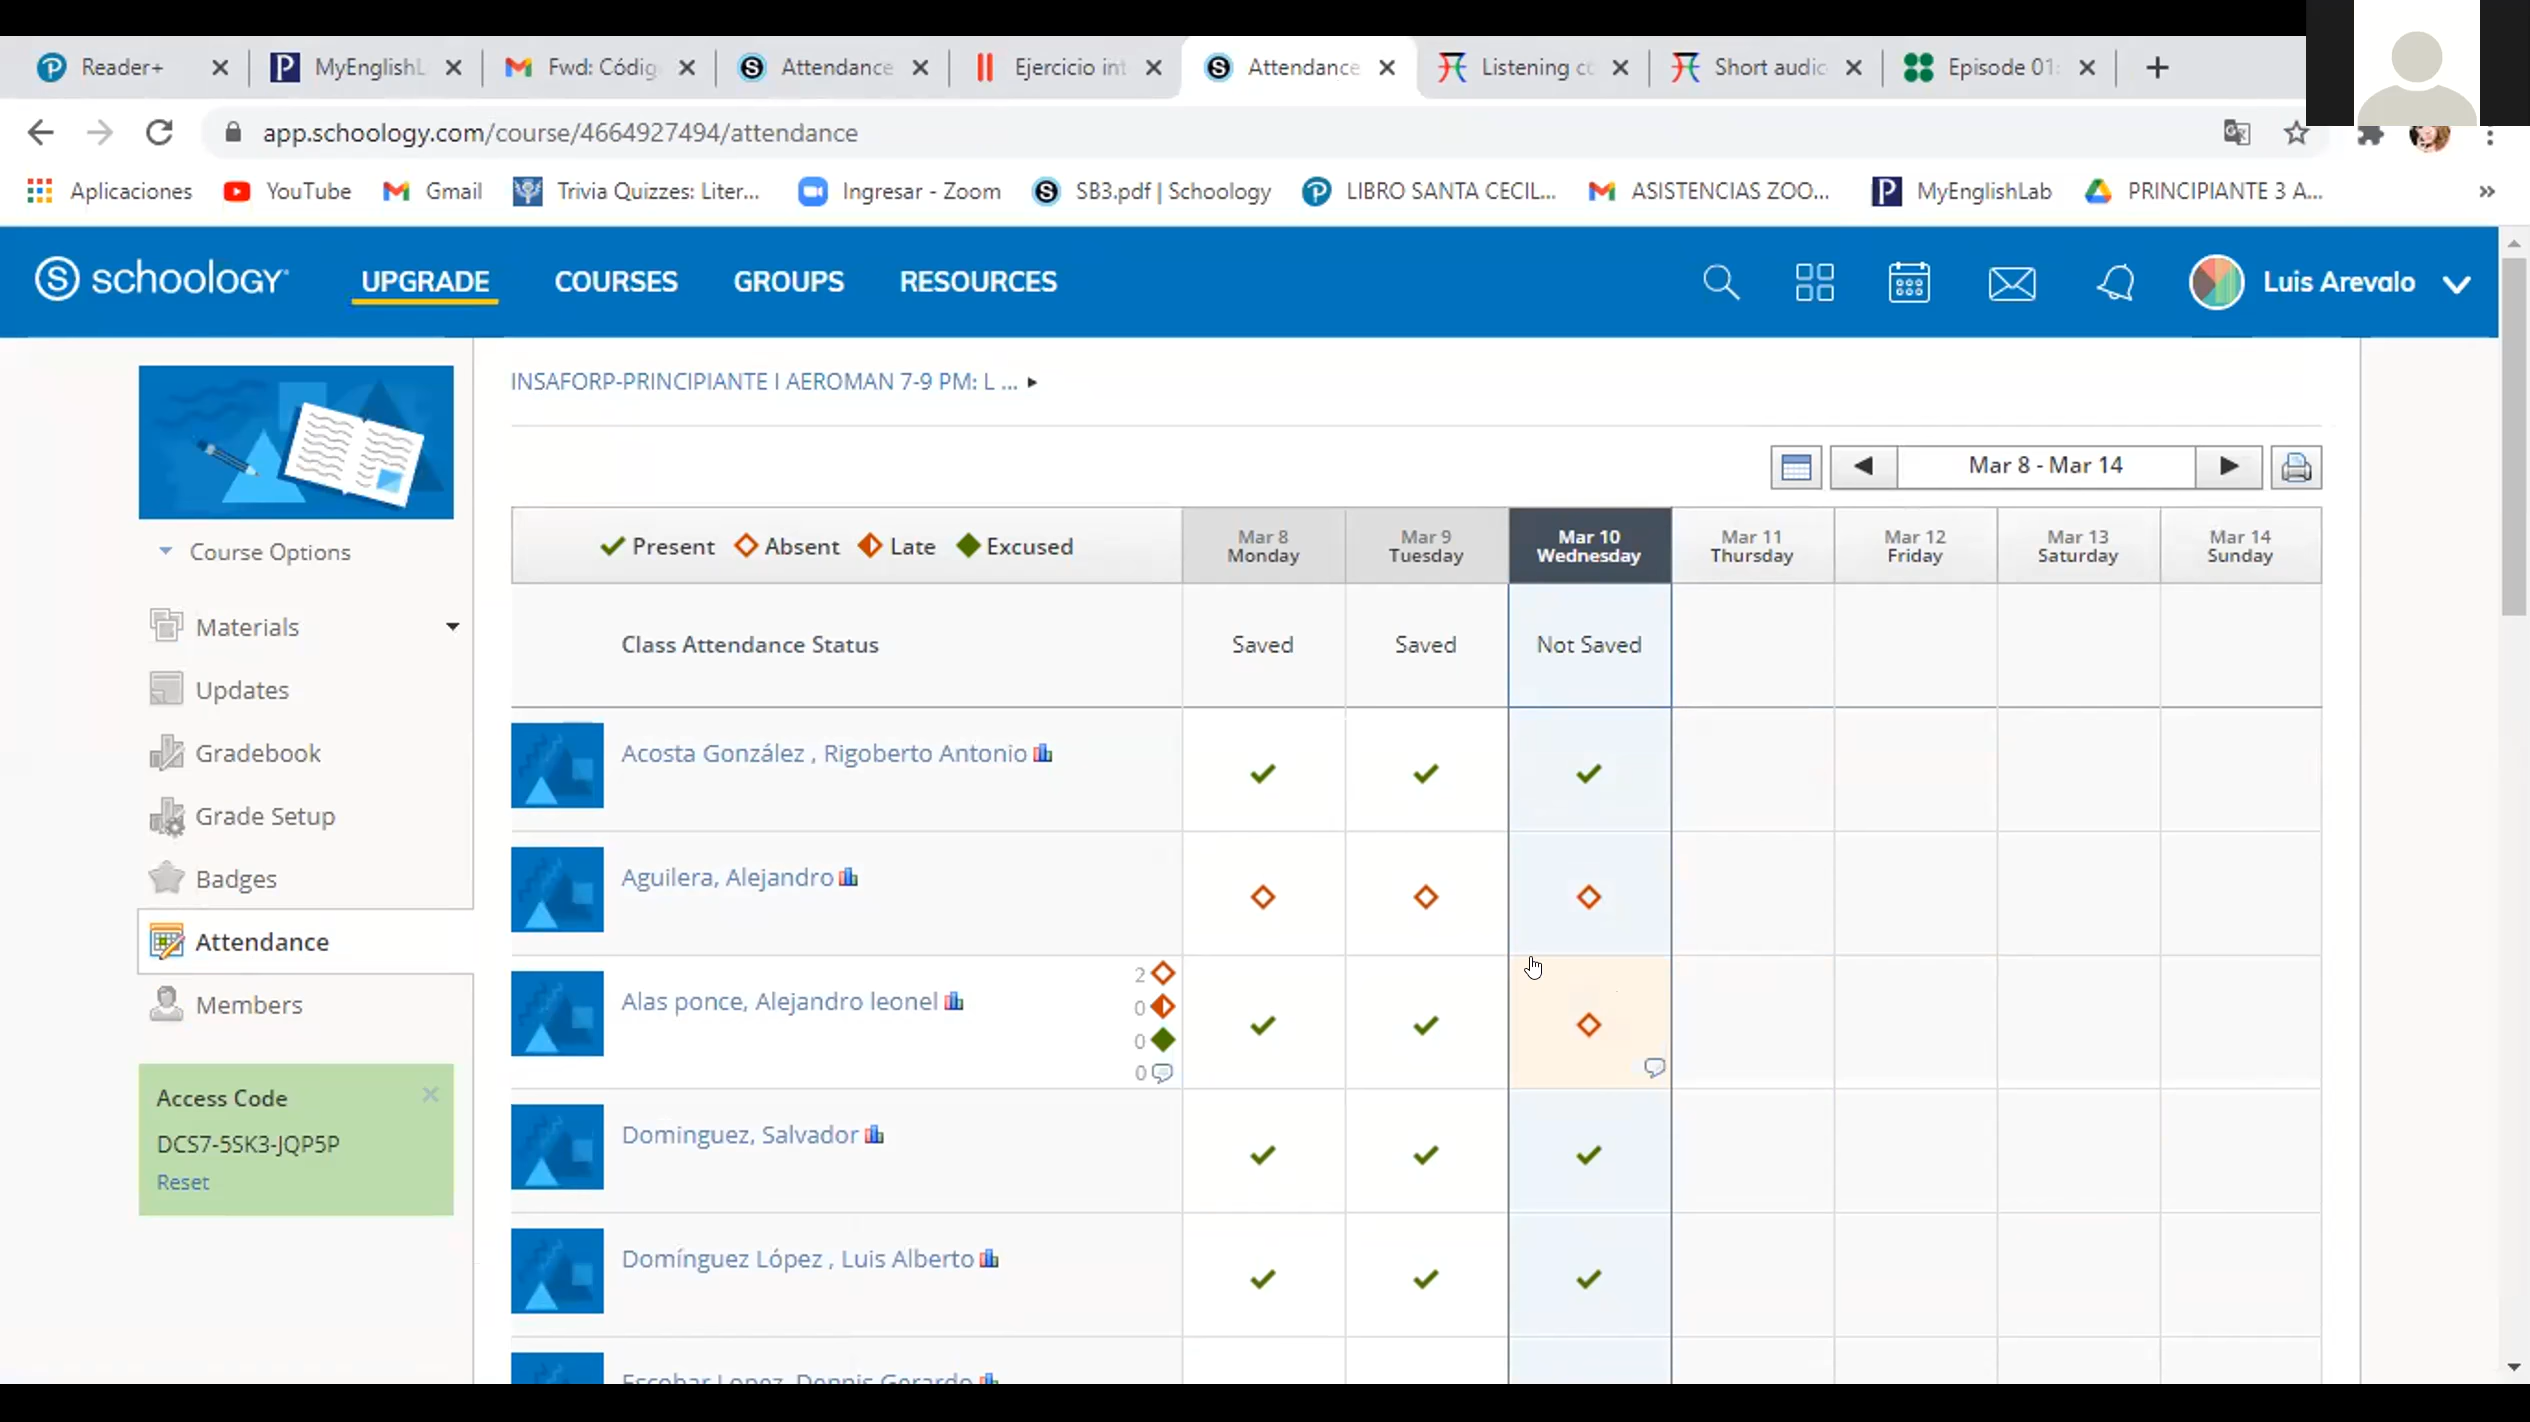 Reader+
MyEnglishL
Fwd: Códig
Attendance
Ejercicio int
Attendance
Listening co
Short audio
Episode 01:
app.schoology.com/course/4664927494/attendance
Aplicaciones
YouTube
Gmail
Trivia Quizzes: Liter...
Ingresar - Zoom
SB3.pdf | Schoology
LIBRO SANTA CECIL...
ASISTENCIAS ZOO...
MyEnglishLab
PRINCIPIANTE 3 A...
schoology
UPGRADE
COURSES
GROUPS
RESOURCES
Luis Arevalo
INSAFORP-PRINCIPIANTE I AEROMAN 7-9 PM: L ...
Mar 8 - Mar 14
Course Options
Materials
Updates
Gradebook
Grade Setup
Badges
Attendance
Members
Access Code
DCS7-5SK3-JQP5P
Reset
Present Absent Late Excused
Mar 8
Monday
Mar 9
Tuesday
Mar 10
Wednesday
Mar 11
Thursday
Mar 12
Friday
Mar 13
Saturday
Mar 14
Sunday
Class Attendance Status
Saved
Saved
Not Saved
Acosta González , Rigoberto Antonio
Aguilera, Alejandro
Alas ponce, Alejandro leonel
2
0
0
0
Dominguez, Salvador
Domínguez López , Luis Alberto
Escobar Lopez, Dennis Gerardo